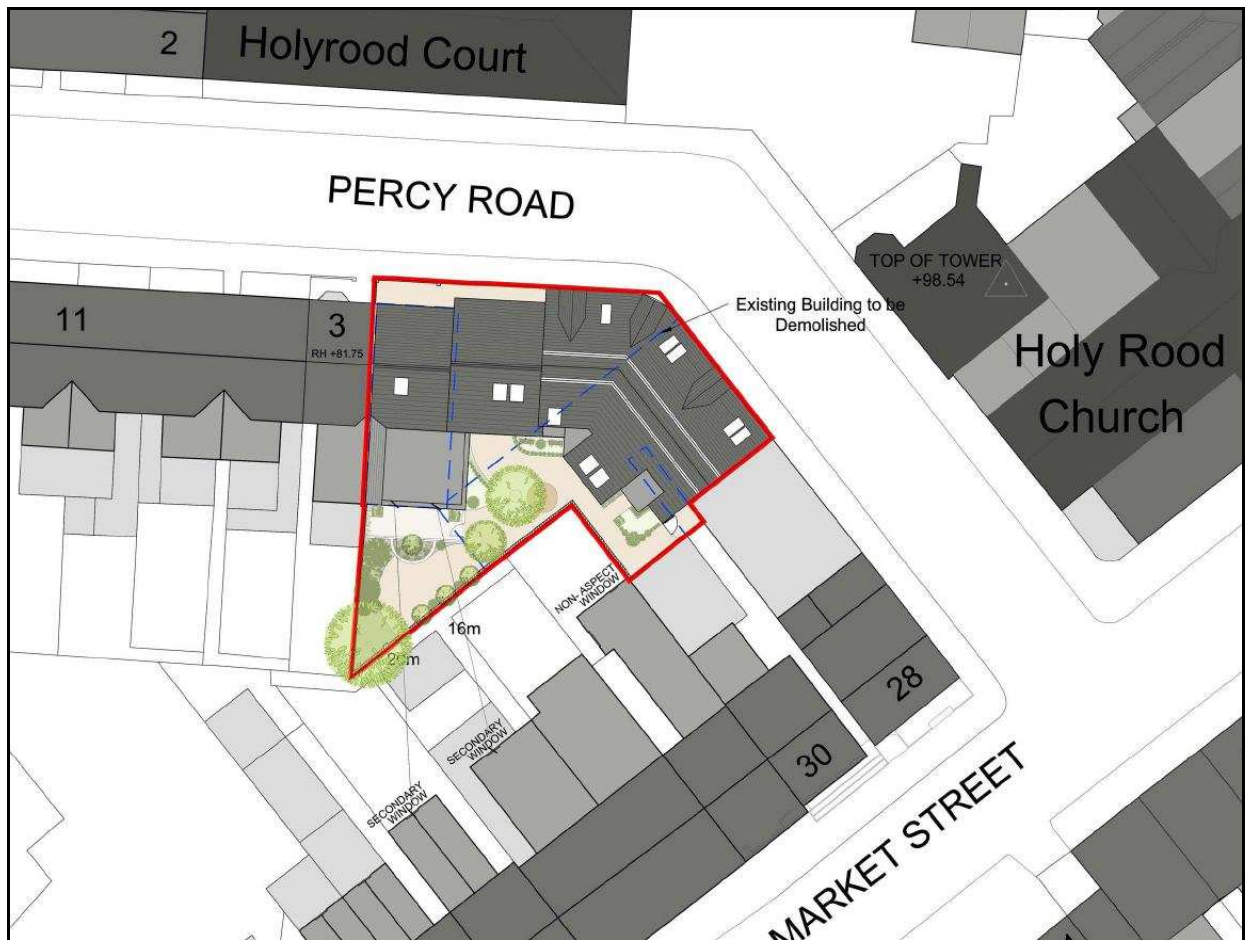 2
Holyrood Court
PERCY ROAD
TOP OF TOWER
+98.54
Existing Building to be
Demolished
11
3
RH +81.75
Holy Rood
Church
NON- ASPECT
WINDOW
16m
SECONDARY
WINDOW
SECONDARY
WINDOW
28
30
MARKET STREET